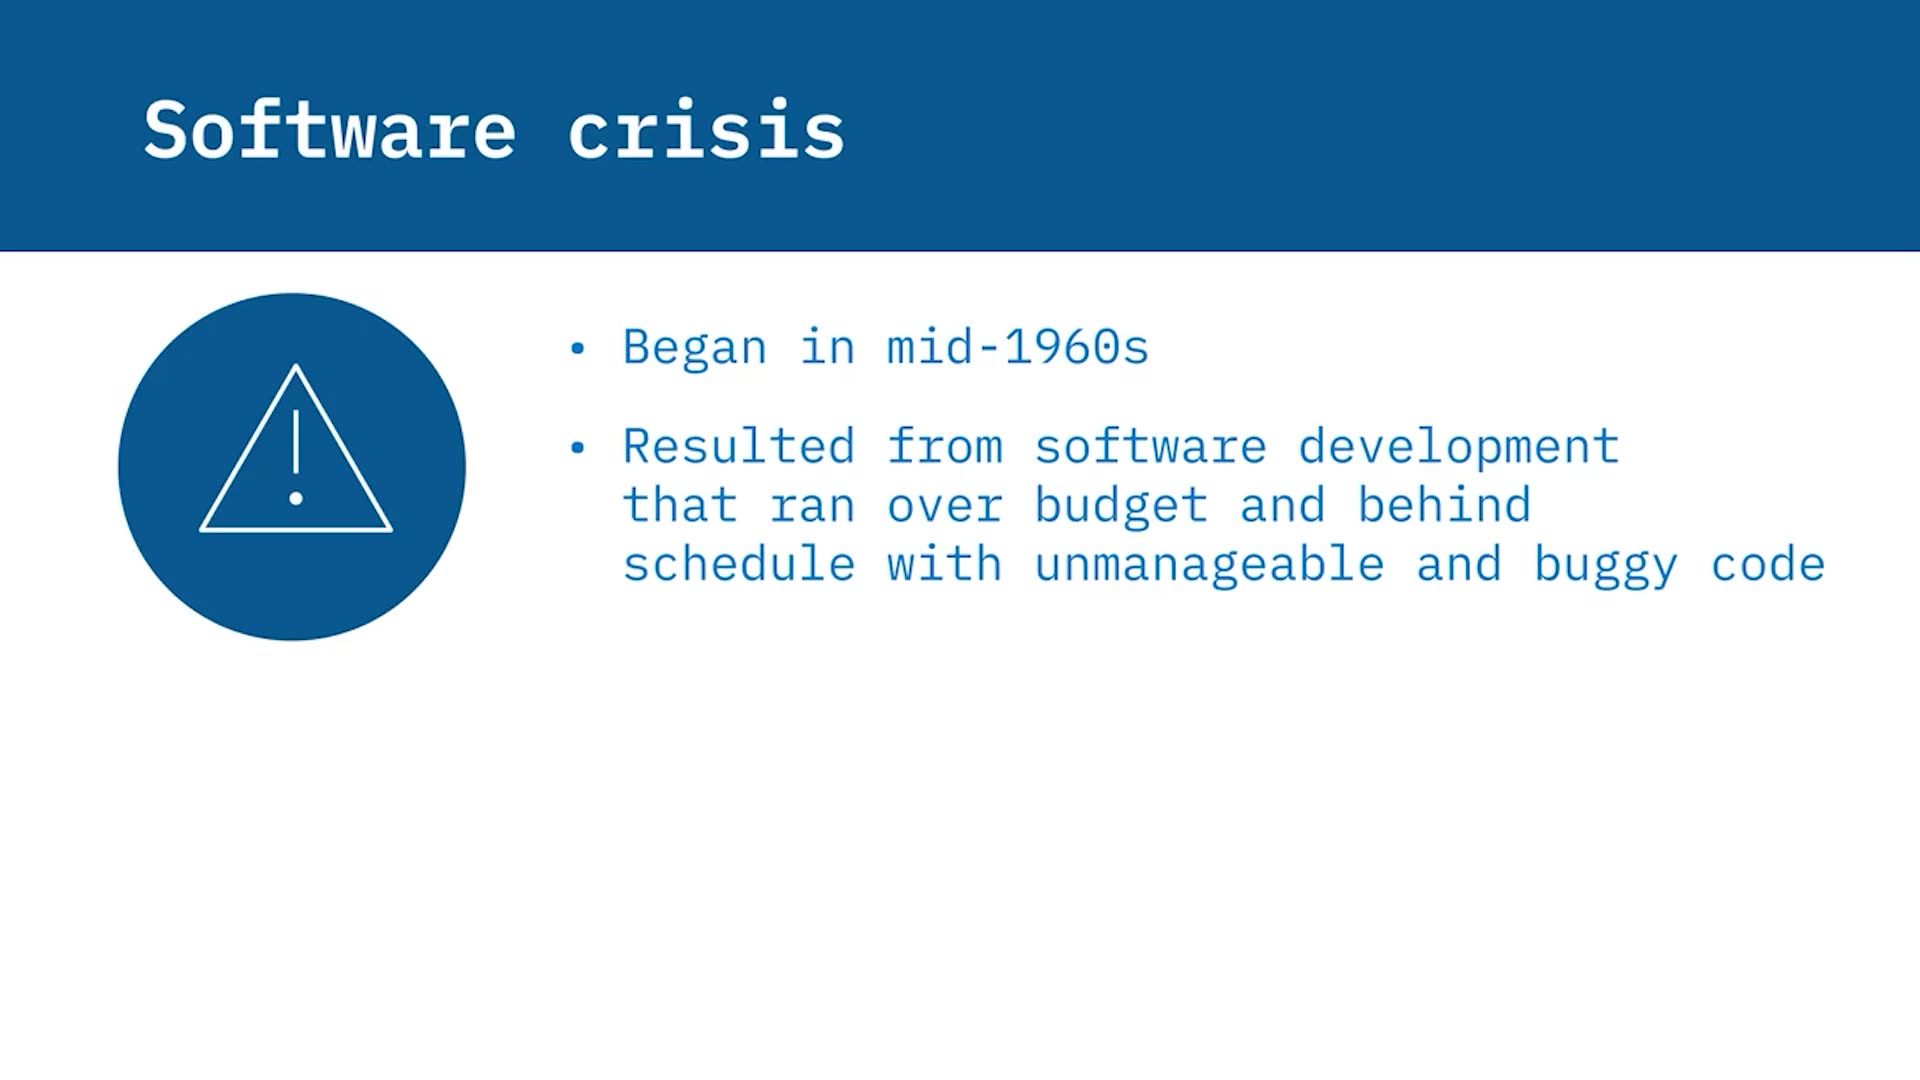 Software crisis
• Began in mid-1960s
• Resulted from software development
that ran over budget and behind
schedule with unmanageable and buggy code